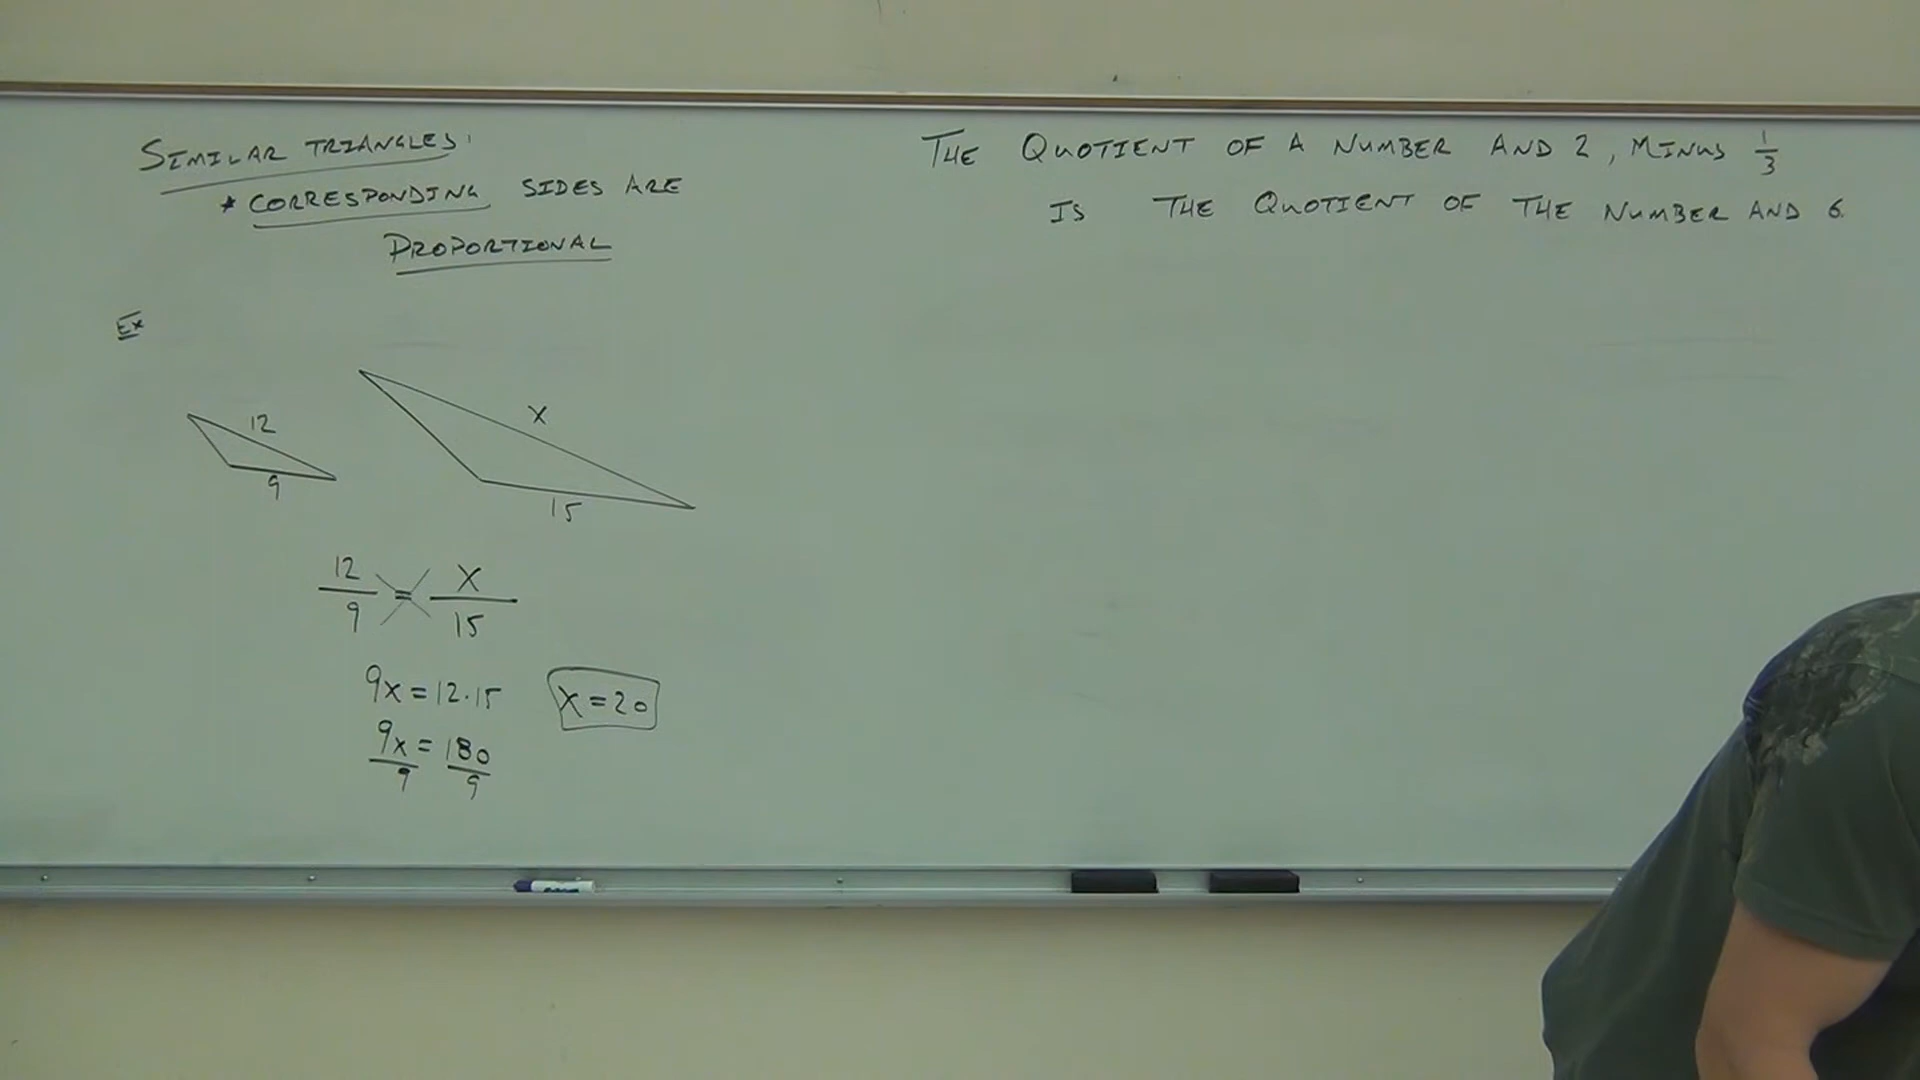 SIMILAR TRIANGLES:
* CORRESPONDING SIDES ARE
PROPORTIONAL
Ex
12
9
x
15
12/9 = x/15
9x = 12·15
9x/9 = 180/9
x = 20
THE QUOTIENT OF A NUMBER AND 2, MINUS 1/3
IS THE QUOTIENT OF THE NUMBER AND 6.